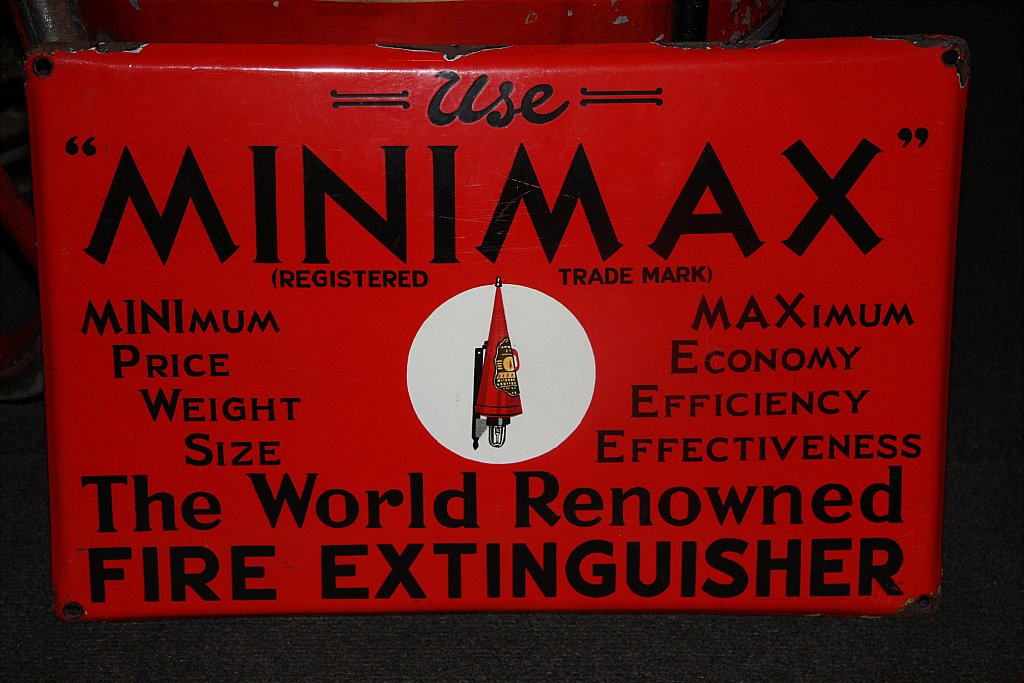 Use
“MINIMAX”
(REGISTERED TRADE MARK)
MINIMUM
PRICE
WEIGHT
SIZE
MAXIMUM
ECONOMY
EFFICIENCY
EFFECTIVENESS
The World Renowned
FIRE EXTINGUISHER